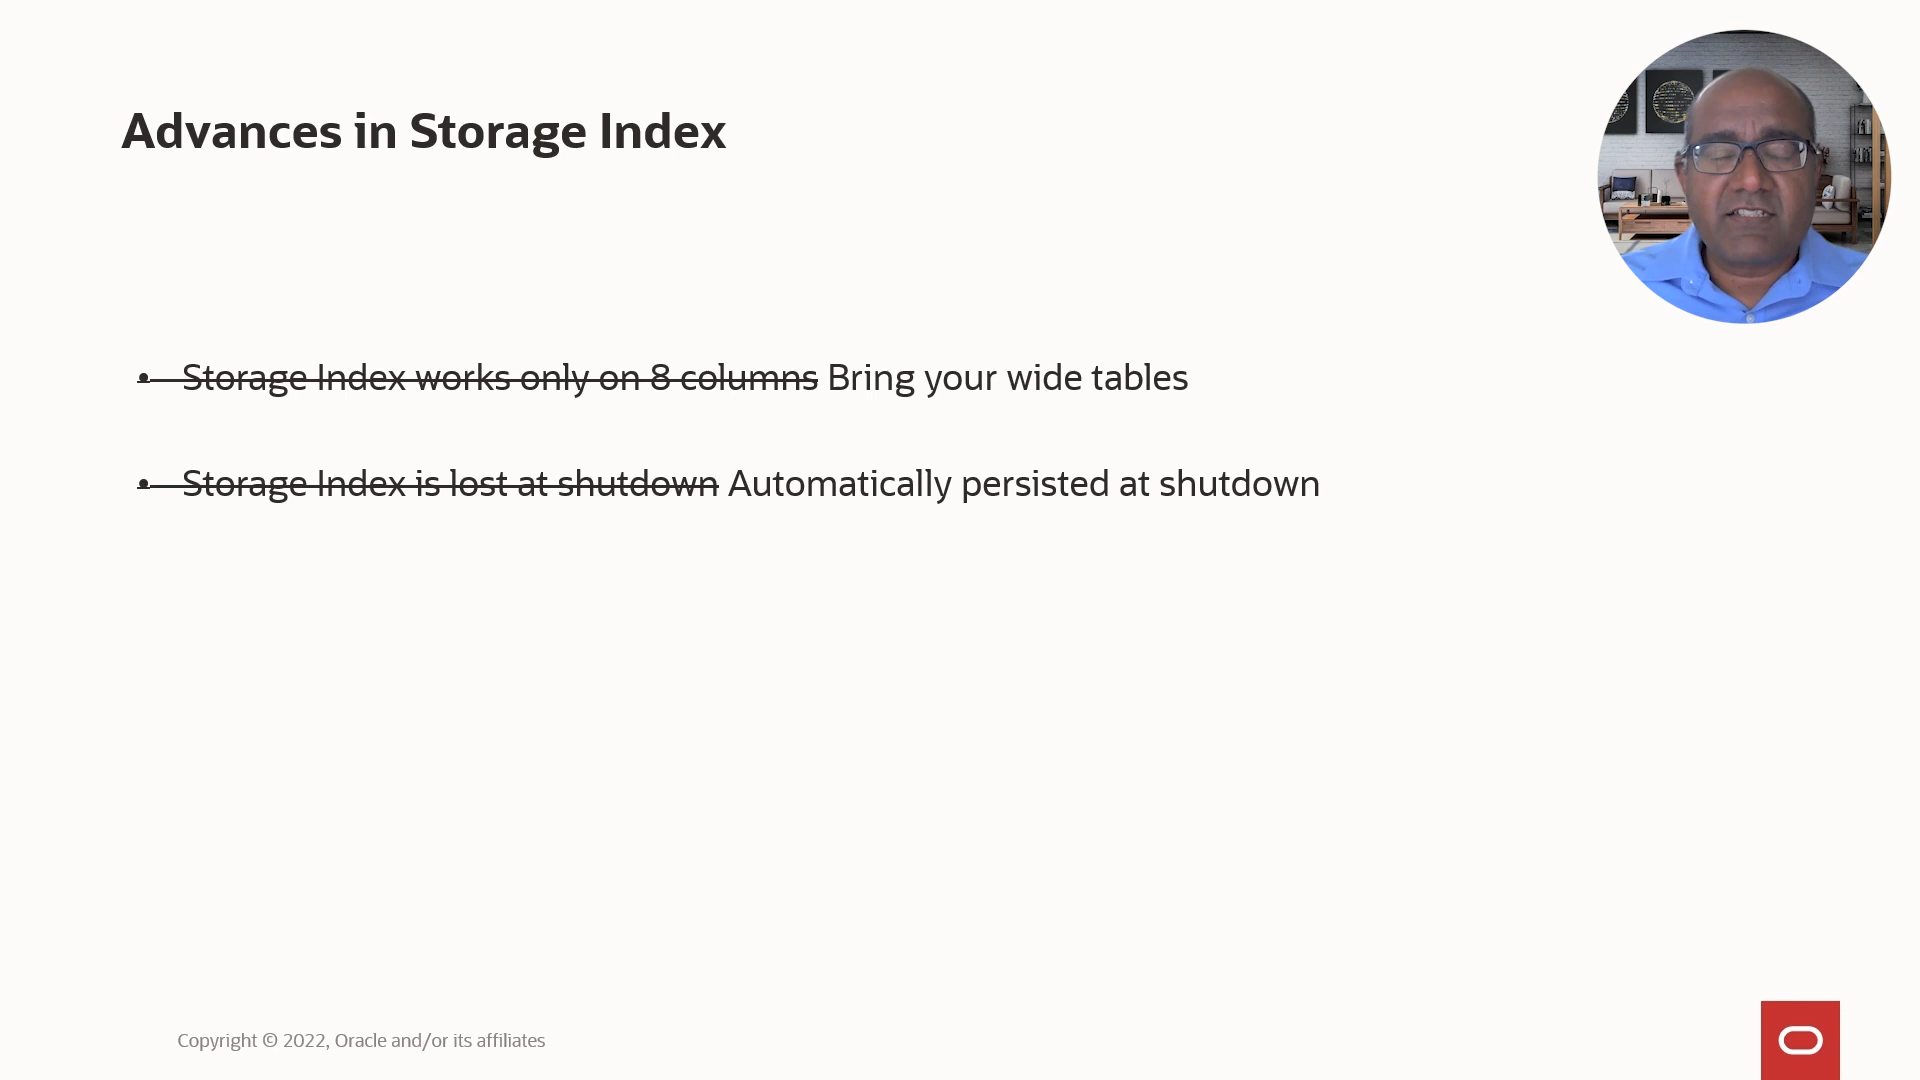 Advances in Storage Index
• Storage Index works only on 8 columns Bring your wide tables
• Storage Index is lost at shutdown Automatically persisted at shutdown
Copyright © 2022, Oracle and/or its affiliates